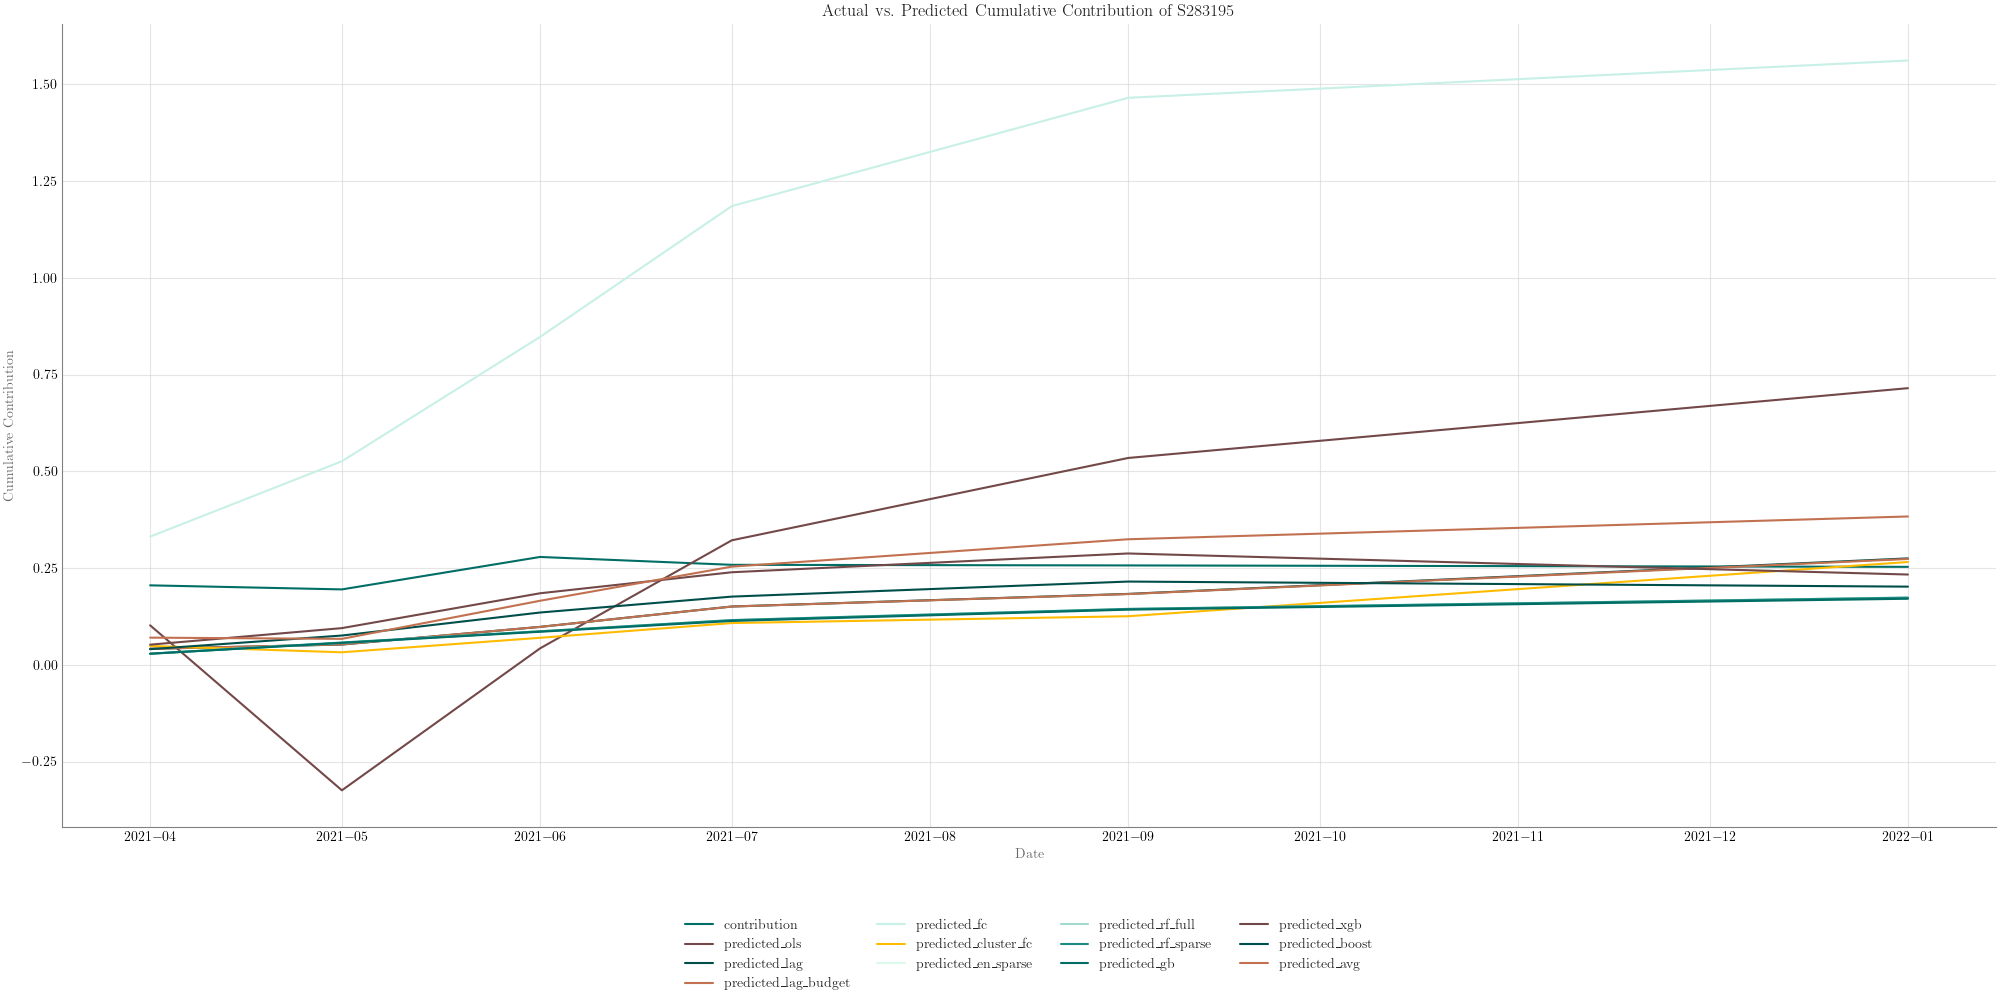 Actual vs. Predicted Cumulative Contribution of S283195
1.50
1.25
1.00
0.75
0.50
0.25
0.00
−0.25
Cumulative Contribution
2021−04 2021−05 2021−06 2021−07 2021−08 2021−09 2021−10 2021−11 2021−12 2022−01
Date
contribution predicted_fc predicted_rf_full predicted_xgb
predicted_ols predicted_cluster_fc predicted_rf_sparse predicted_boost
predicted_lag predicted_en_sparse predicted_gb predicted_avg
predicted_lag_budget